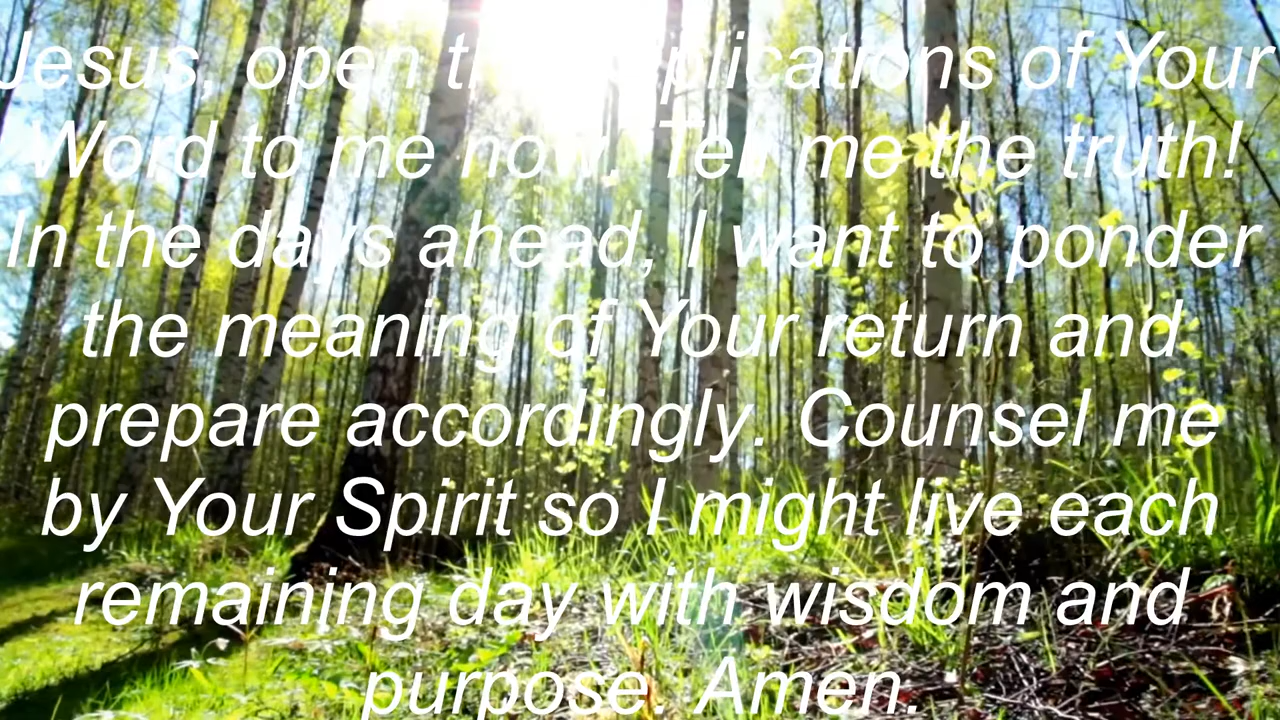 Jesus, open the implications of Your
Word to me now. Tell me the truth!
In the days ahead, I want to ponder
the meaning of Your return and
prepare accordingly. Counsel me
by Your Spirit so I might live each
remaining day with wisdom and
purpose. Amen.